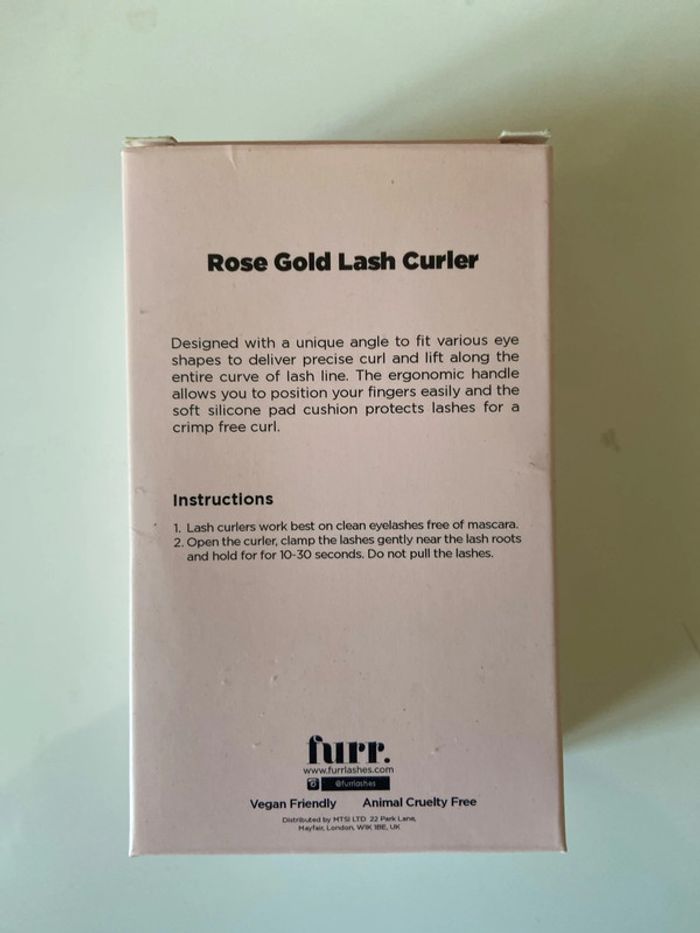 Rose Gold Lash Curler
Designed with a unique angle to fit various eye
shapes to deliver precise curl and lift along the
entire curve of lash line. The ergonomic handle
allows you to position your fingers easily and the
soft silicone pad cushion protects lashes for a
crimp free curl.
Instructions
1. Lash curlers work best on clean eyelashes free of mascara.
2. Open the curler, clamp the lashes gently near the lash roots
and hold for for 10-30 seconds. Do not pull the lashes.
furr.
www.furrlashes.com
@furrlashes
Vegan Friendly Animal Cruelty Free
Distributed by MTSI LTD 22 Park Lane,
Mayfair, London, W1K 1BE, UK